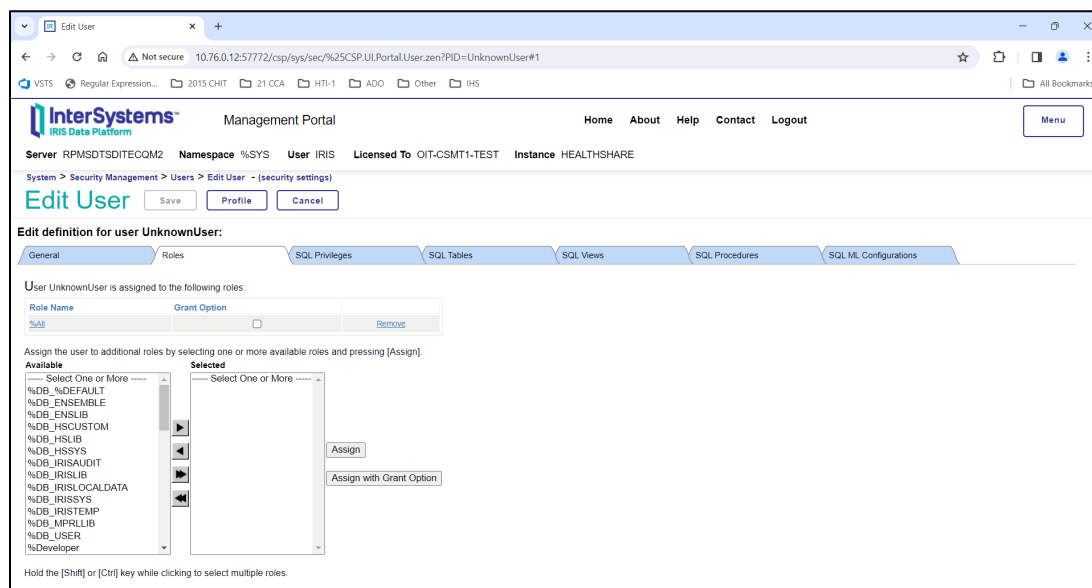 Edit User
Not secure 10.76.0.12:57772/csp/sys/sec/%25CSP.UI.Portal.User.zen?PID=UnknownUser#1
VSTS Regular Expression... 2015 CHIT 21 CCA HTI-1 ADO Other IHS All Bookmarks
InterSystems™ Management Portal Home About Help Contact Logout Menu
IRIS Data Platform
Server RPMSDTSDITECQM2 Namespace %SYS User IRIS Licensed To OIT-CSMT1-TEST Instance HEALTHSHARE
System > Security Management > Users > Edit User - (security settings)
Edit User Save Profile Cancel
Edit definition for user UnknownUser:
General Roles SQL Privileges SQL Tables SQL Views SQL Procedures SQL ML Configurations
User UnknownUser is assigned to the following roles:
Role Name Grant Option
%All Remove
Assign the user to additional roles by selecting one or more available roles and pressing [Assign].
Available Selected
----- Select One or More ----- ----- Select One or More -----
%DB_%DEFAULT
%DB_ENSEMBLE
%DB_ENSLIB
%DB_HSCUSTOM
%DB_HSLIB
%DB_HSSYS Assign
%DB_IRISAUDIT
%DB_IRISLIB Assign with Grant Option
%DB_IRISLOCALDATA
%DB_IRISSYS
%DB_IRISTEMP
%DB_MPRLLIB
%DB_USER
%Developer
Hold the [Shift] or [Ctrl] key while clicking to select multiple roles.